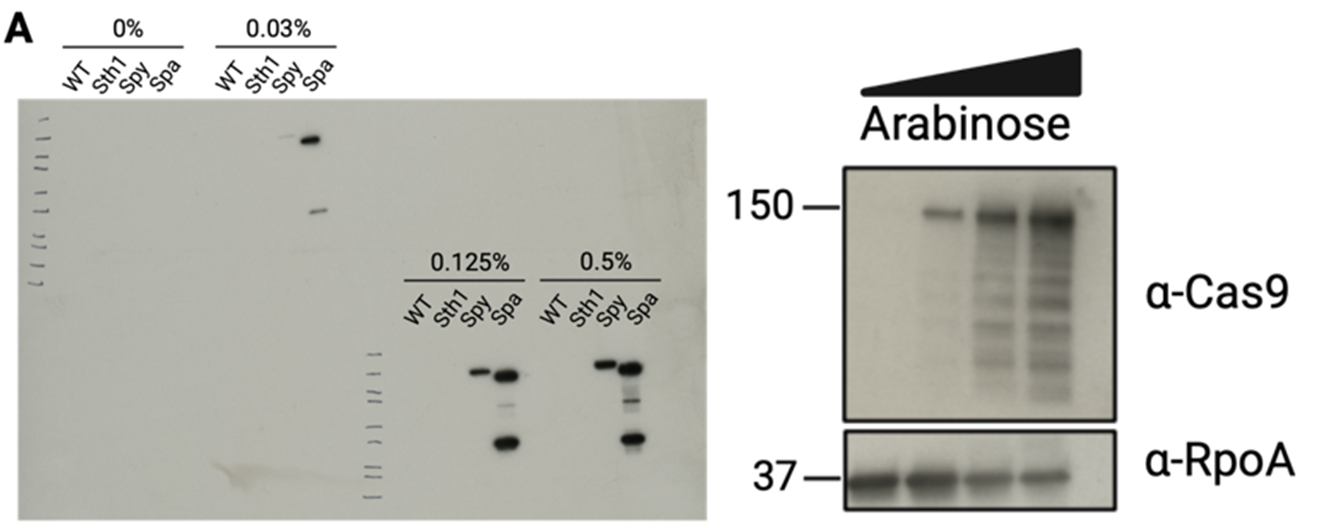 A
0% 0.03%
WT Sth1 Spy Spa WT Sth1 Spy Spa
0.125% 0.5%
WT Sth1 Spy Spa WT Sth1 Spy Spa
Arabinose
150
α-Cas9
37
α-RpoA